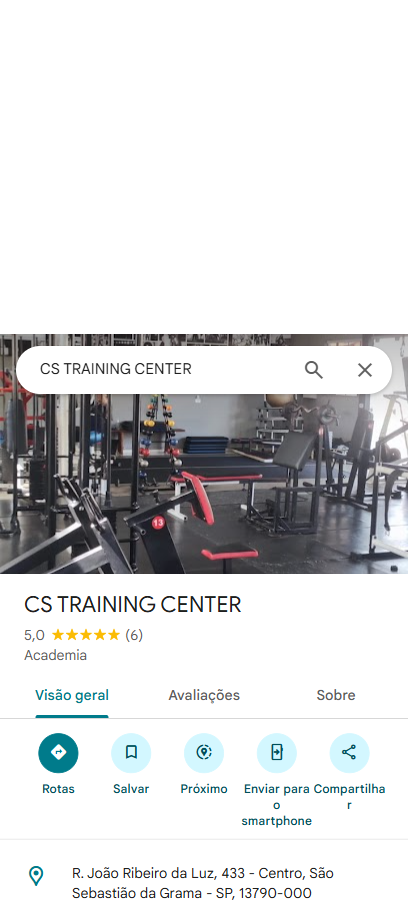 CS TRAINING CENTER
13
CS TRAINING CENTER
5,0 ★★★★★ (6)
Academia
Visão geral Avaliações Sobre
Rotas Salvar Próximo Enviar para o smartphone Compartilhar
R. João Ribeiro da Luz, 433 - Centro, São
Sebastião da Grama - SP, 13790-000